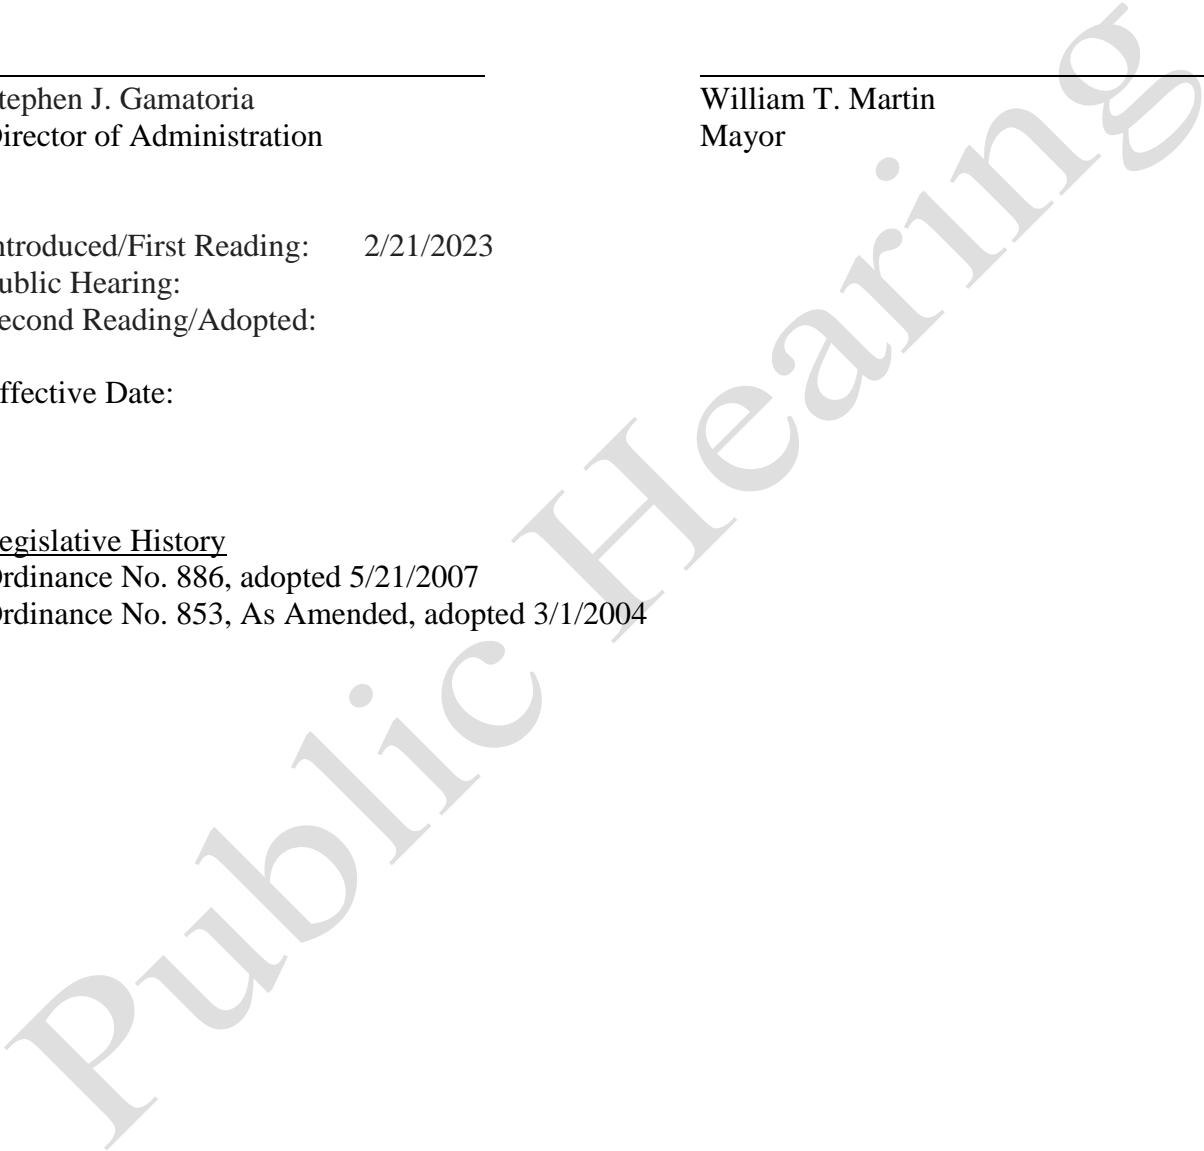 tephen J. Gamatoria
irector of Administration
William T. Martin
Mayor
ntroduced/First Reading: 2/21/2023
ublic Hearing:
econd Reading/Adopted:
ffective Date:
egislative History
rdinance No. 886, adopted 5/21/2007
rdinance No. 853, As Amended, adopted 3/1/2004
Public Hearing